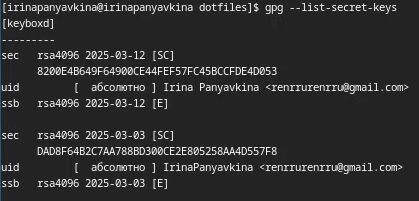 [irinapanyavkina@irinapanyavkina dotfiles]$ gpg --list-secret-keys
[keyboxd]
---------
sec   rsa4096 2025-03-12 [SC]
      8200E4B649F64900CE44FEF57FC45BCCFDE4D053
uid         [  абсолютно ] Irina Panyavkina <renrrurenrru@gmail.com>
ssb   rsa4096 2025-03-12 [E]

sec   rsa4096 2025-03-03 [SC]
      DAD8F64B2C7AA788BD300CE2E805258AA4D557F8
uid         [  абсолютно ] IrinaPanyavkina <renrrurenrru@gmail.com>
ssb   rsa4096 2025-03-03 [E]